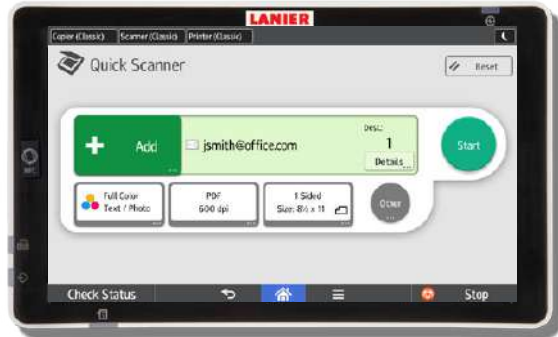 LANIER
Copier (Classic) Scanner (Classic) Printer (Classic)
Quick Scanner
Reset
Add
jsmith@office.com
Dest.:
1
Details
Start
Full Color
Text / Photo
PDF
600 dpi
1 Sided
Size: 8½ x 11
Other
Check Status
Stop